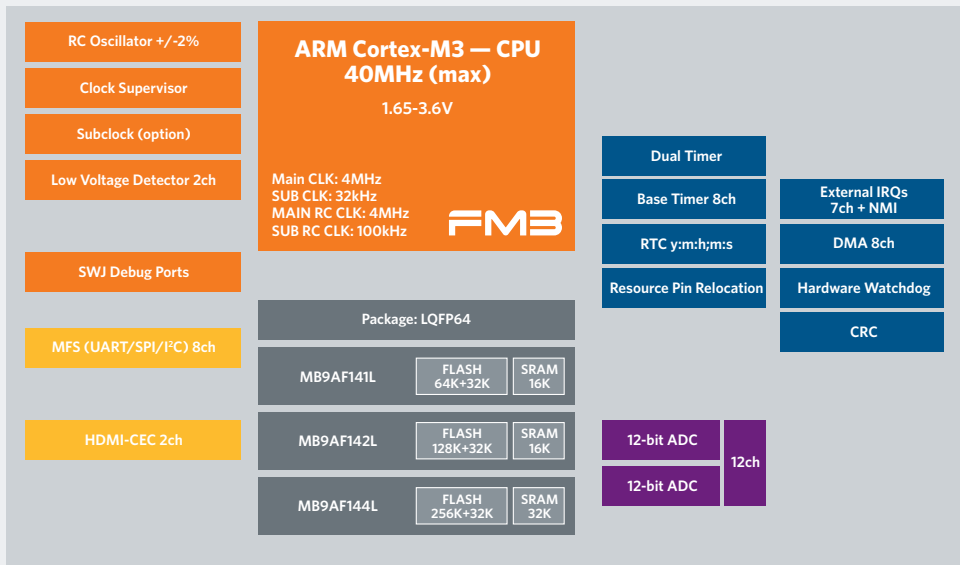 RC Oscillator +/-2%
Clock Supervisor
Subclock (option)
Low Voltage Detector 2ch
SWJ Debug Ports
MFS (UART/SPI/I²C) 8ch
HDMI-CEC 2ch
ARM Cortex-M3 — CPU
40MHz (max)
1.65-3.6V
Main CLK: 4MHz
SUB CLK: 32kHz
MAIN RC CLK: 4MHz
SUB RC CLK: 100kHz
FM3
Package: LQFP64
MB9AF141L
FLASH
64K+32K
SRAM
16K
MB9AF142L
FLASH
128K+32K
SRAM
16K
MB9AF144L
FLASH
256K+32K
SRAM
32K
Dual Timer
Base Timer 8ch
RTC y:m:h;m:s
Resource Pin Relocation
External IRQs
7ch + NMI
DMA 8ch
Hardware Watchdog
CRC
12-bit ADC
12-bit ADC
12ch